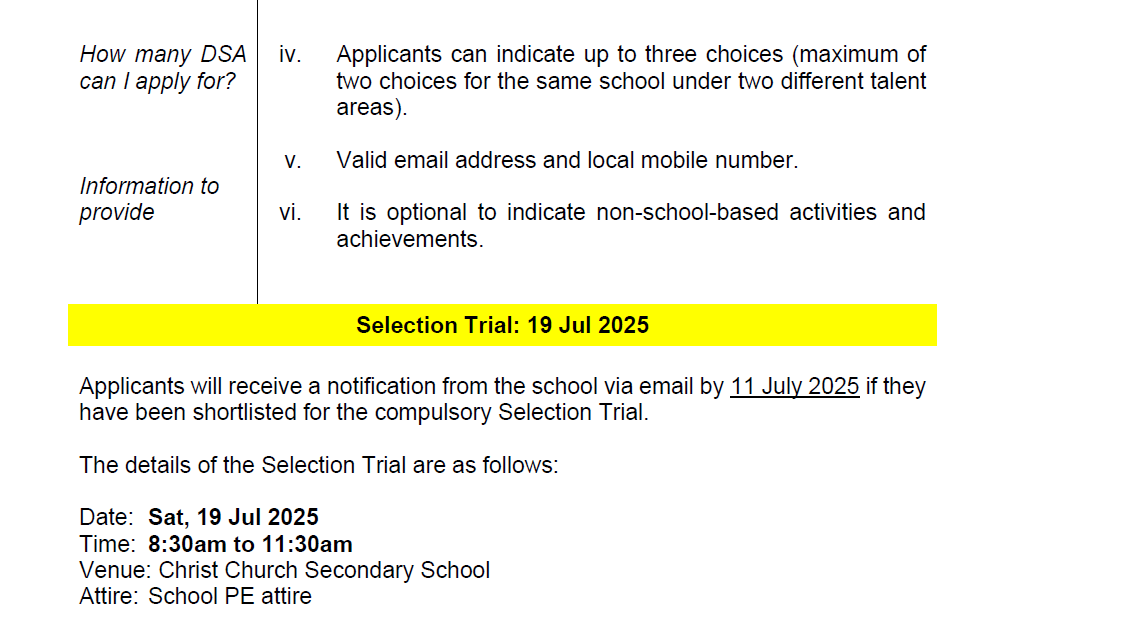 How many DSA
can I apply for?
iv. Applicants can indicate up to three choices (maximum of
two choices for the same school under two different talent
areas).
v. Valid email address and local mobile number.
Information to
provide
vi. It is optional to indicate non-school-based activities and
achievements.
Selection Trial: 19 Jul 2025
Applicants will receive a notification from the school via email by 11 July 2025 if they
have been shortlisted for the compulsory Selection Trial.
The details of the Selection Trial are as follows:
Date: Sat, 19 Jul 2025
Time: 8:30am to 11:30am
Venue: Christ Church Secondary School
Attire: School PE attire